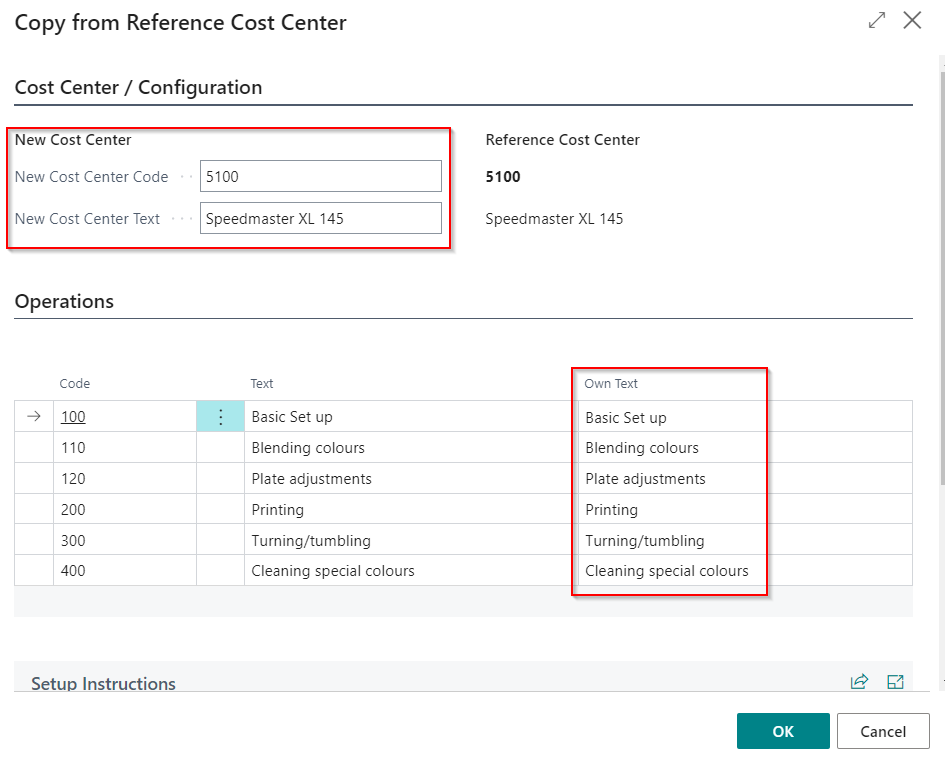 Copy from Reference Cost Center
Cost Center / Configuration
New Cost Center
Reference Cost Center
New Cost Center Code 5100
5100
New Cost Center Text Speedmaster XL 145
Speedmaster XL 145
Operations
Code Text Own Text
100 Basic Set up Basic Set up
110 Blending colours Blending colours
120 Plate adjustments Plate adjustments
200 Printing Printing
300 Turning/tumbling Turning/tumbling
400 Cleaning special colours Cleaning special colours
Setup Instructions
OK Cancel